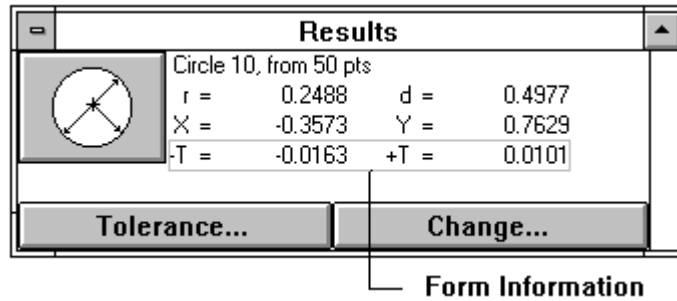 Results
Circle 10, from 50 pts
r = 0.2488 d = 0.4977
X = -0.3573 Y = 0.7629
-T = -0.0163 +T = 0.0101
Tolerance... Change...
Form Information